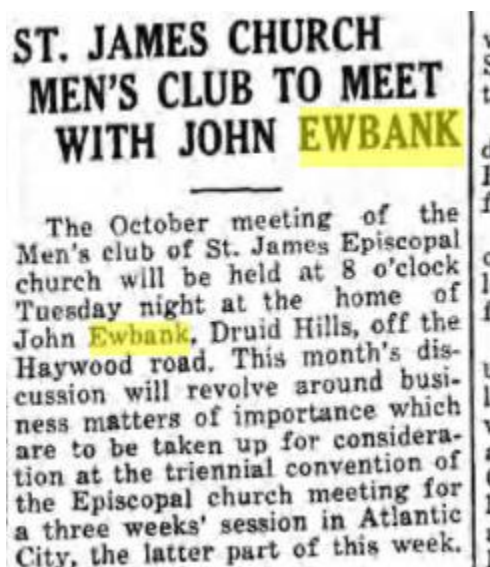 ST. JAMES CHURCH
MEN'S CLUB TO MEET
WITH JOHN EWBANK
The October meeting of the
Men's club of St. James Episcopal
church will be held at 8 o'clock
Tuesday night at the home of
John Ewbank, Druid Hills, off the
Haywood road. This month's dis-
cussion will revolve around busi-
ness matters of importance which
are to be taken up for considera-
tion at the triennial convention of
the Episcopal church meeting for
a three weeks' session in Atlantic
City, the latter part of this week.